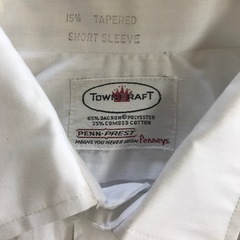 15½ TAPERED
SHORT SLEEVE
TOWNCRAFT
65% DACRON® POLYESTER
35% COMBED COTTON
PENN-PREST
MEANS YOU NEVER IRON Penneys